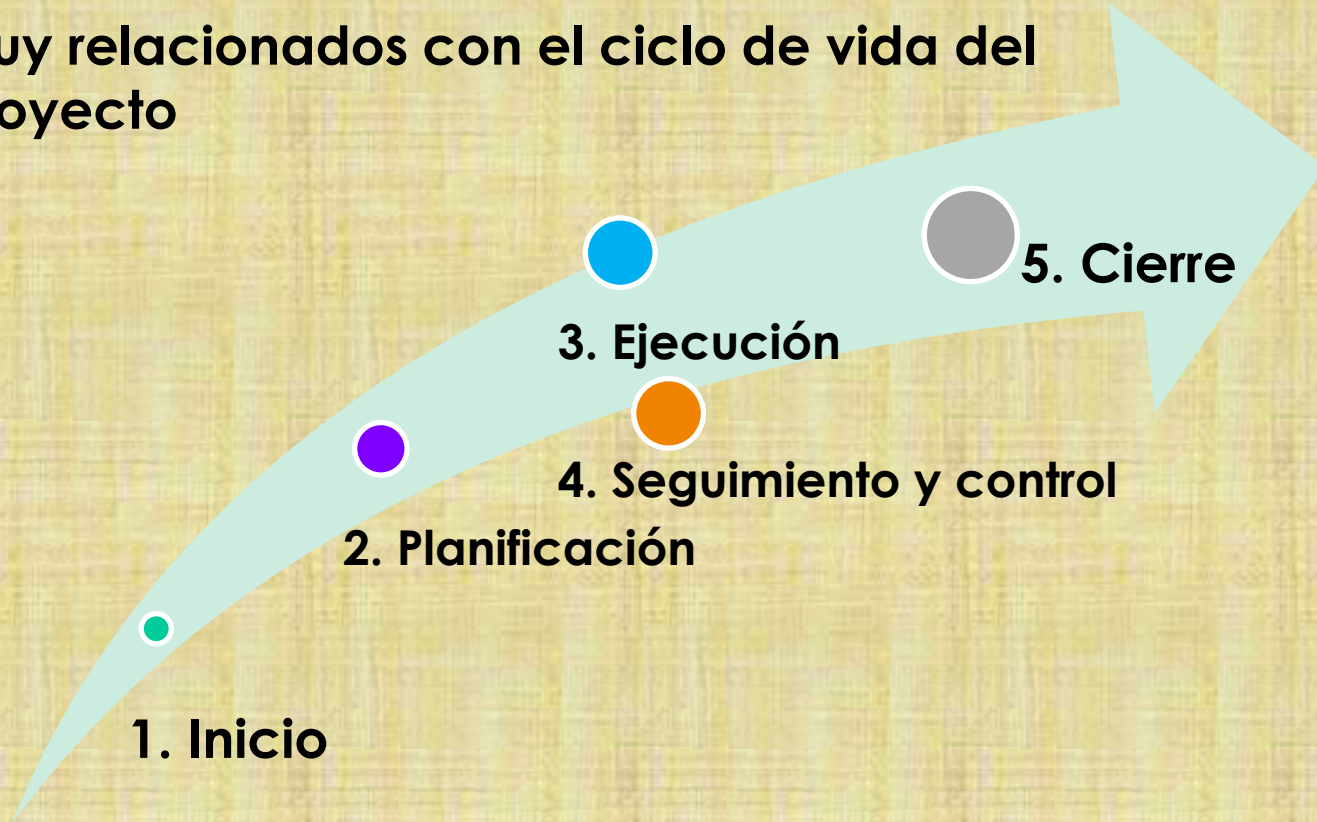 uy relacionados con el ciclo de vida del
oyecto
5. Cierre
3. Ejecución
4. Seguimiento y control
2. Planificación
1. Inicio